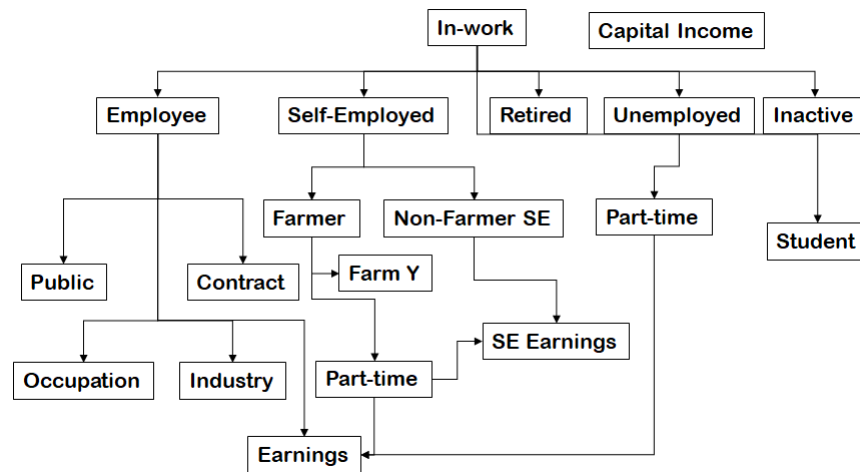 In-work
Capital Income
Employee
Self-Employed
Retired
Unemployed
Inactive
Farmer
Non-Farmer SE
Part-time
Student
Public
Contract
Farm Y
SE Earnings
Occupation
Industry
Part-time
Earnings